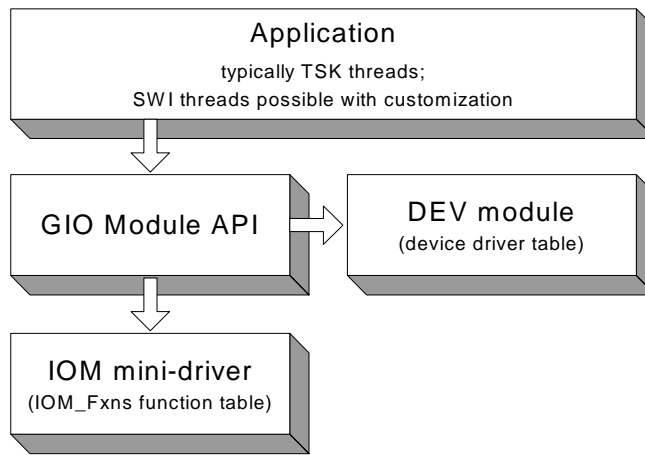 Application
typically TSK threads;
SWI threads possible with customization
GIO Module API
DEV module
(device driver table)
IOM mini-driver
(IOM_Fxns function table)